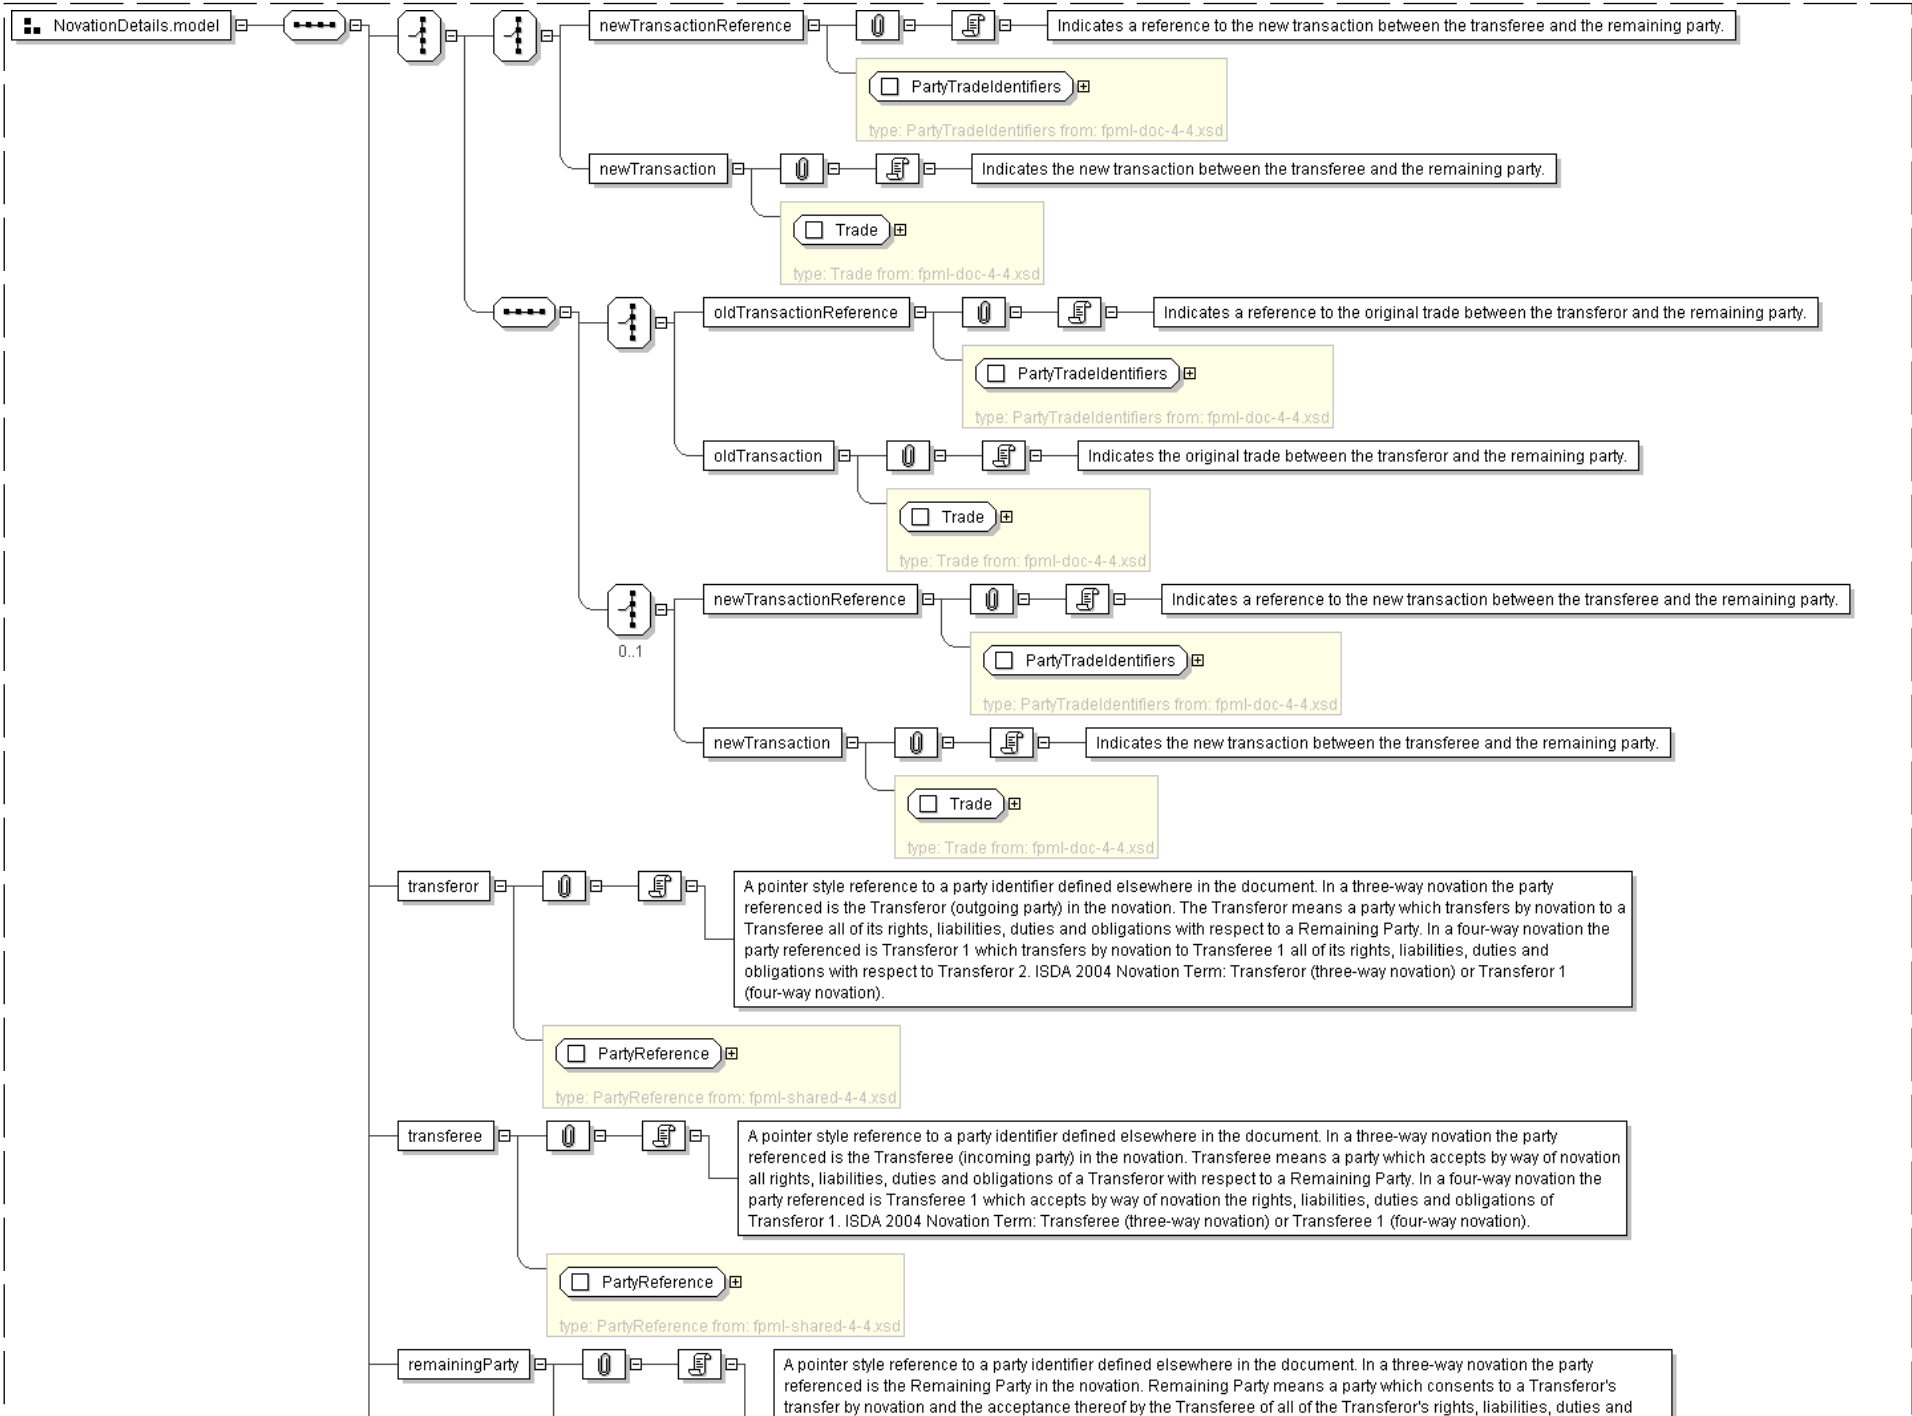 NovationDetails.model
newTransactionReference
Indicates a reference to the new transaction between the transferee and the remaining party.
PartyTradeIdentifiers
type: PartyTradeIdentifiers from: fpml-doc-4-4.xsd
newTransaction
Indicates the new transaction between the transferee and the remaining party.
Trade
type: Trade from: fpml-doc-4-4.xsd
oldTransactionReference
Indicates a reference to the original trade between the transferor and the remaining party.
PartyTradeIdentifiers
type: PartyTradeIdentifiers from: fpml-doc-4-4.xsd
oldTransaction
Indicates the original trade between the transferor and the remaining party.
Trade
type: Trade from: fpml-doc-4-4.xsd
newTransactionReference
Indicates a reference to the new transaction between the transferee and the remaining party.
0..1
PartyTradeIdentifiers
type: PartyTradeIdentifiers from: fpml-doc-4-4.xsd
newTransaction
Indicates the new transaction between the transferee and the remaining party.
Trade
type: Trade from: fpml-doc-4-4.xsd
transferor
A pointer style reference to a party identifier defined elsewhere in the document. In a three-way novation the party
referenced is the Transferor (outgoing party) in the novation. The Transferor means a party which transfers by novation to a
Transferee all of its rights, liabilities, duties and obligations with respect to a Remaining Party. In a four-way novation the
party referenced is Transferor 1 which transfers by novation to Transferee 1 all of its rights, liabilities, duties and
obligations with respect to Transferor 2. ISDA 2004 Novation Term: Transferor (three-way novation) or Transferor 1
(four-way novation).
PartyReference
type: PartyReference from: fpml-shared-4-4.xsd
transferee
A pointer style reference to a party identifier defined elsewhere in the document. In a three-way novation the party
referenced is the Transferee (incoming party) in the novation. Transferee means a party which accepts by way of novation
all rights, liabilities, duties and obligations of a Transferor with respect to a Remaining Party. In a four-way novation the
party referenced is Transferee 1 which accepts by way of novation the rights, liabilities, duties and obligations of
Transferor 1. ISDA 2004 Novation Term: Transferee (three-way novation) or Transferee 1 (four-way novation).
PartyReference
type: PartyReference from: fpml-shared-4-4.xsd
remainingParty
A pointer style reference to a party identifier defined elsewhere in the document. In a three-way novation the party
referenced is the Remaining Party in the novation. Remaining Party means a party which consents to a Transferor's
transfer by novation and the acceptance thereof by the Transferee of all of the Transferor's rights, liabilities, duties and